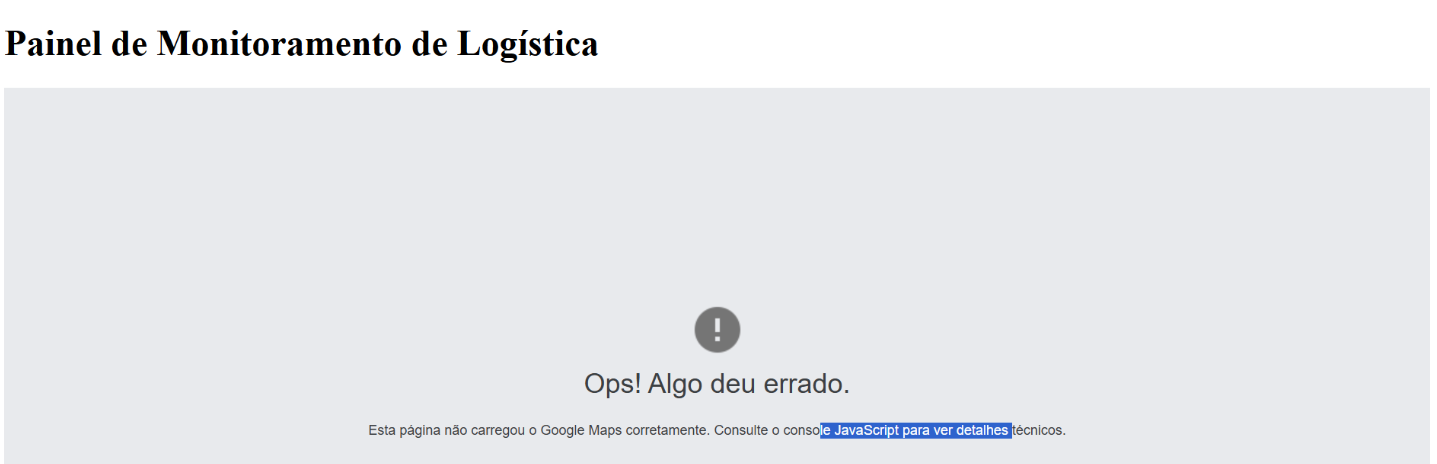 Painel de Monitoramento de Logística
Ops! Algo deu errado.
Esta página não carregou o Google Maps corretamente. Consulte o console JavaScript para ver detalhes técnicos.